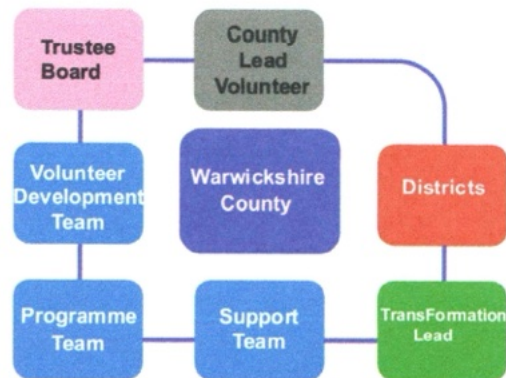 Trustee
Board
County
Lead
Volunteer
Volunteer
Development
Team
Warwickshire
County
Districts
Programme
Team
Support
Team
TransFormation
Lead